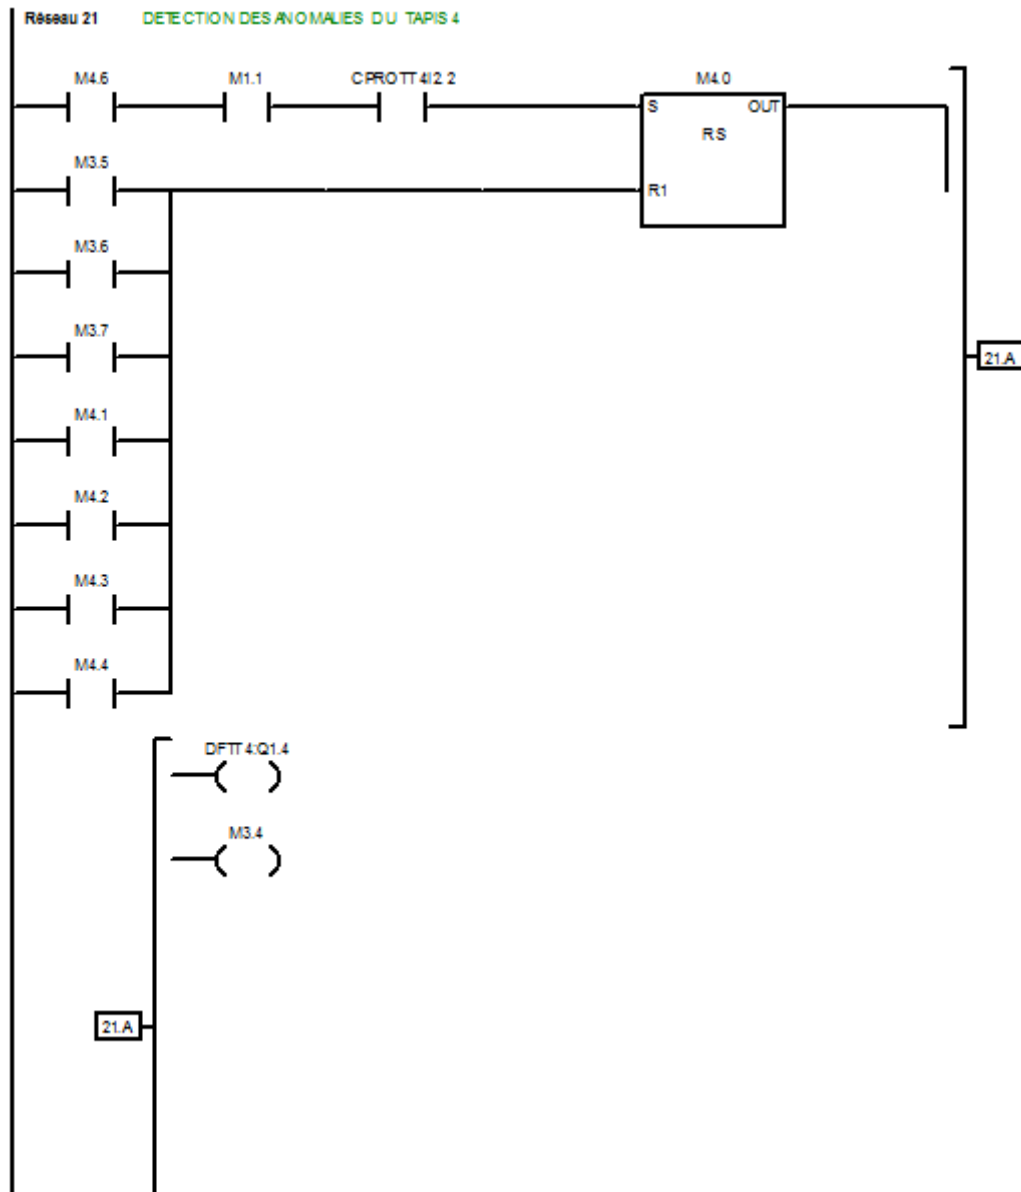 Réseau 21 DETECTION DES ANOMALIES DU TAPIS 4
M4.6 M1.1 CPROTT4I2.2 M4.0
S OUT
RS
M3.5
R1
M3.6
M3.7
21.A
M4.1
M4.2
M4.3
M4.4
DFTT4:Q1.4
M3.4
21.A